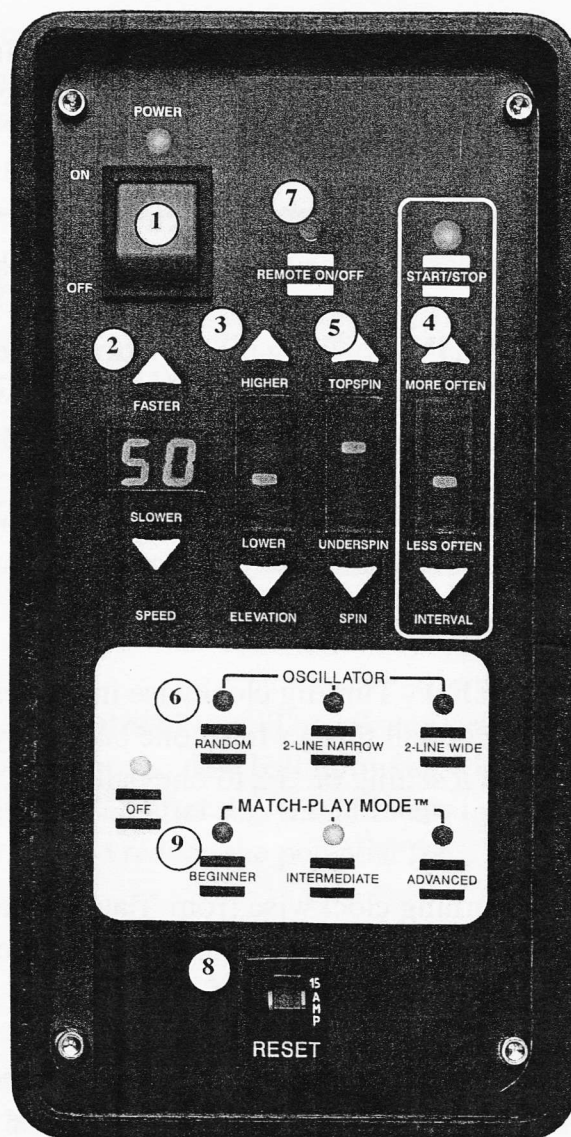 POWER
ON
1
7
OFF
REMOTE ON/OFF
START/STOP
2
3
5
4
FASTER
HIGHER
TOPSPIN
MORE OFTEN
50
SLOWER
LOWER
UNDERSPIN
LESS OFTEN
SPEED
ELEVATION
SPIN
INTERVAL
OSCILLATOR
6
RANDOM
2-LINE NARROW
2-LINE WIDE
OFF
MATCH-PLAY MODE™
9
BEGINNER
INTERMEDIATE
ADVANCED
8
15
AMP
RESET